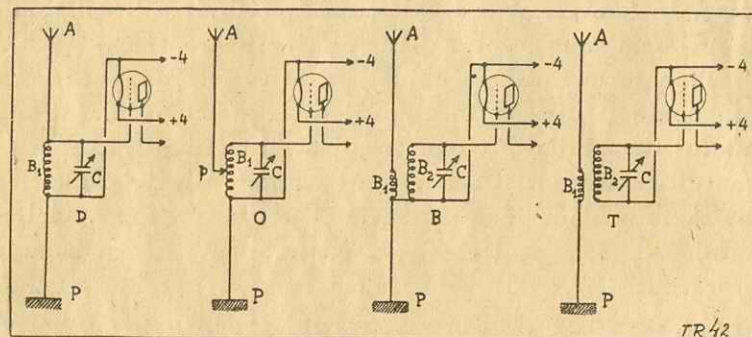 A A A A
-4 -4 -4 -4
+4 +4 +4 +4
B₁ C p B₁ C B₁ B₂ C B₁ B₂ C
D O B T
P P P P
TR 42